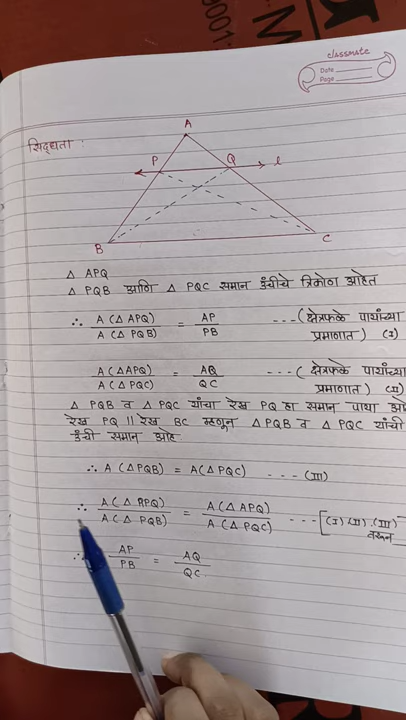 classmate
Date
Page
सिद्धता :
A
P
Q
l
B
C
△ APQ
△ PQB आणि △ PQC समान उंचीचे त्रिकोण आहेत
∴ A(△ APQ) / A(△ PQB) = AP / PB ---(क्षेत्रफळे पायांच्या
प्रमाणात) (I)
A(△APQ) / A(△PQC) = AQ / QC ---(क्षेत्रफळे पायांच्या
प्रमाणात) (II)
△ PQB व △ PQC यांचा रेख PQ हा समान पाया
रेख PQ || रेख BC म्हणून △ PQB व △ PQC यांची
उंची समान आहे
∴ A (△PQB) = A(△PQC) ---- (III)
∴ A(△ APQ) / A(△ PQB) = A(△APQ) / A(△ PQC) ---[(I) (II) . (III)
वरून
∴ AP / PB = AQ / QC